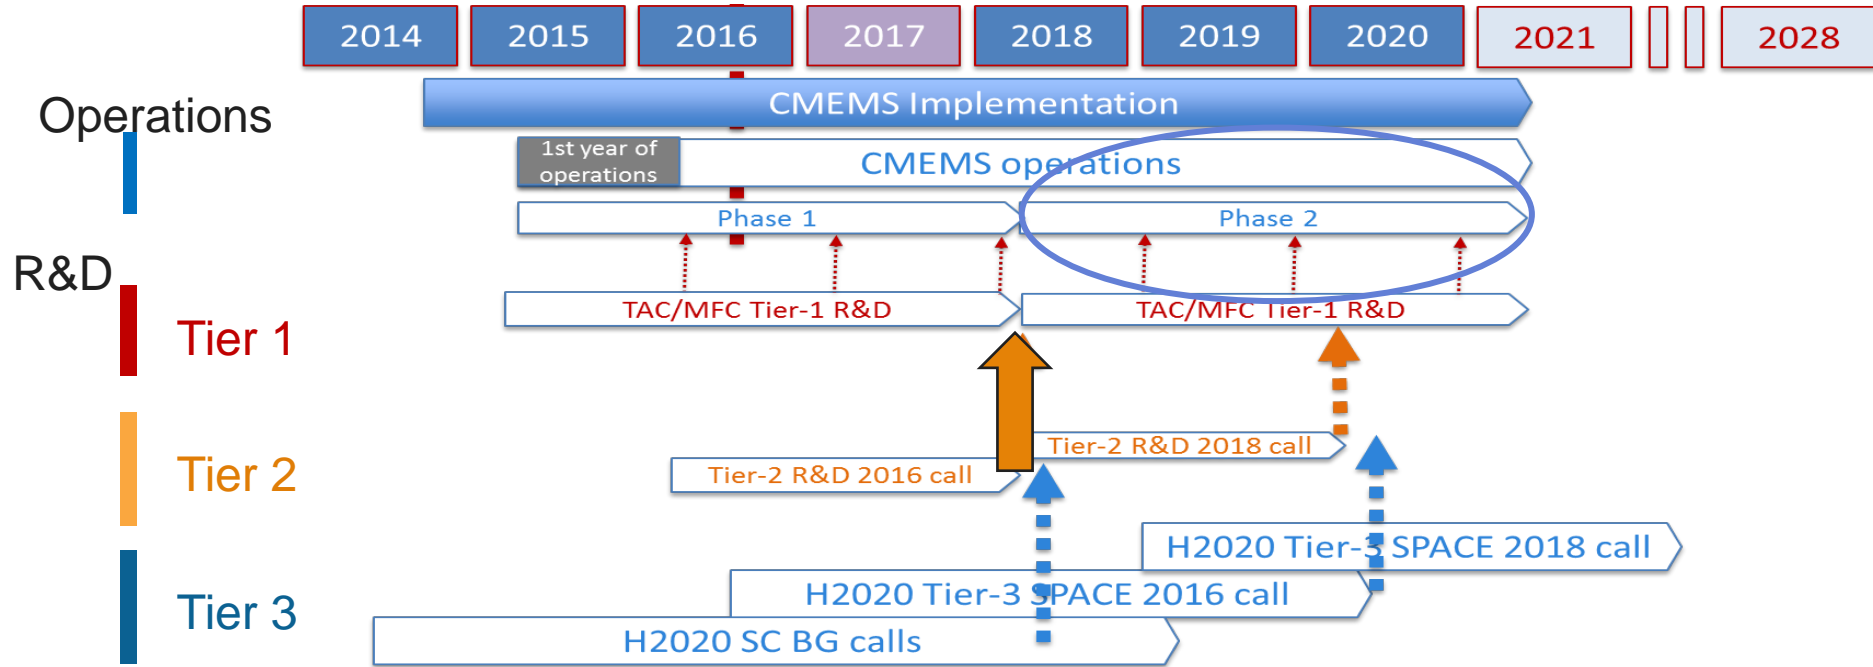 2014 2015 2016 2017 2018 2019 2020 2021 2028
CMEMS Implementation
Operations
1st year of
operations
CMEMS operations
Phase 1 Phase 2
R&D
TAC/MFC Tier-1 R&D TAC/MFC Tier-1 R&D
Tier 1
Tier-2 R&D 2018 call
Tier-2 R&D 2016 call
Tier 2
H2020 Tier-3 SPACE 2018 call
H2020 Tier-3 SPACE 2016 call
Tier 3
H2020 SC BG calls